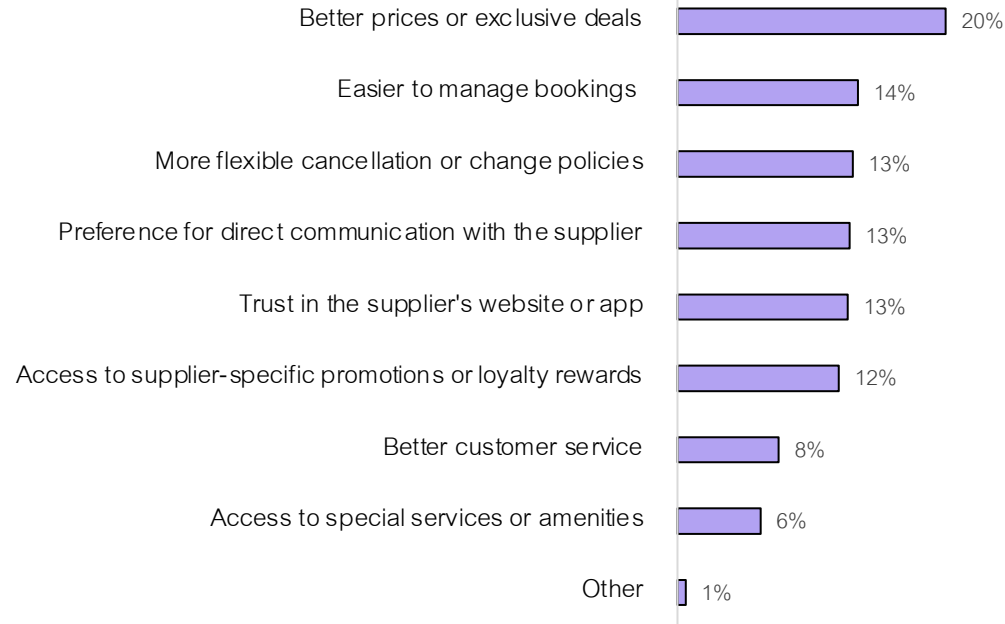 Better prices or exclusive deals 20%
Easier to manage bookings 14%
More flexible cancellation or change policies 13%
Preference for direct communication with the supplier 13%
Trust in the supplier's website or app 13%
Access to supplier-specific promotions or loyalty rewards 12%
Better customer service 8%
Access to special services or amenities 6%
Other 1%